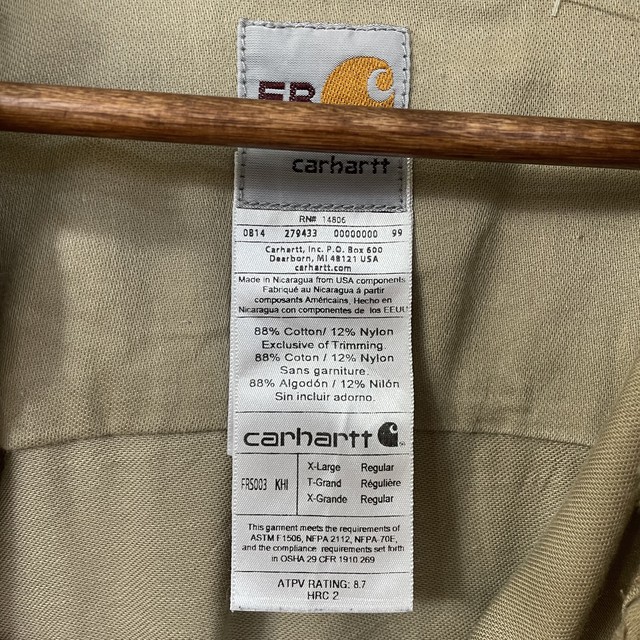 FR
carhartt
RN# 14806
0814 279433 00000000 99
Carhartt, Inc. P.O. Box 600
Dearborn, MI 48121 USA
carhartt.com
Made in Nicaragua from USA components
Fabriqué au Nicaragua á partir
composants Américains, Hecho en
Nicaragua con componentes de los EEUU
88% Cotton/ 12% Nylon
Exclusive of Trimming.
88% Coton / 12% Nylon
Sans garniture.
88% Algodón / 12% Nilón
Sin incluir adorno.
carhartt
FRS003 KHI
X-Large Regular
T-Grand Régulière
X-Grande Regular
This garment meets the requirements of
ASTM F1506, NFPA 2112, NFPA-70E,
and the compliance requirements set forth
in OSHA 29 CFR 1910 269
ATPV RATING: 8.7
HRC 2